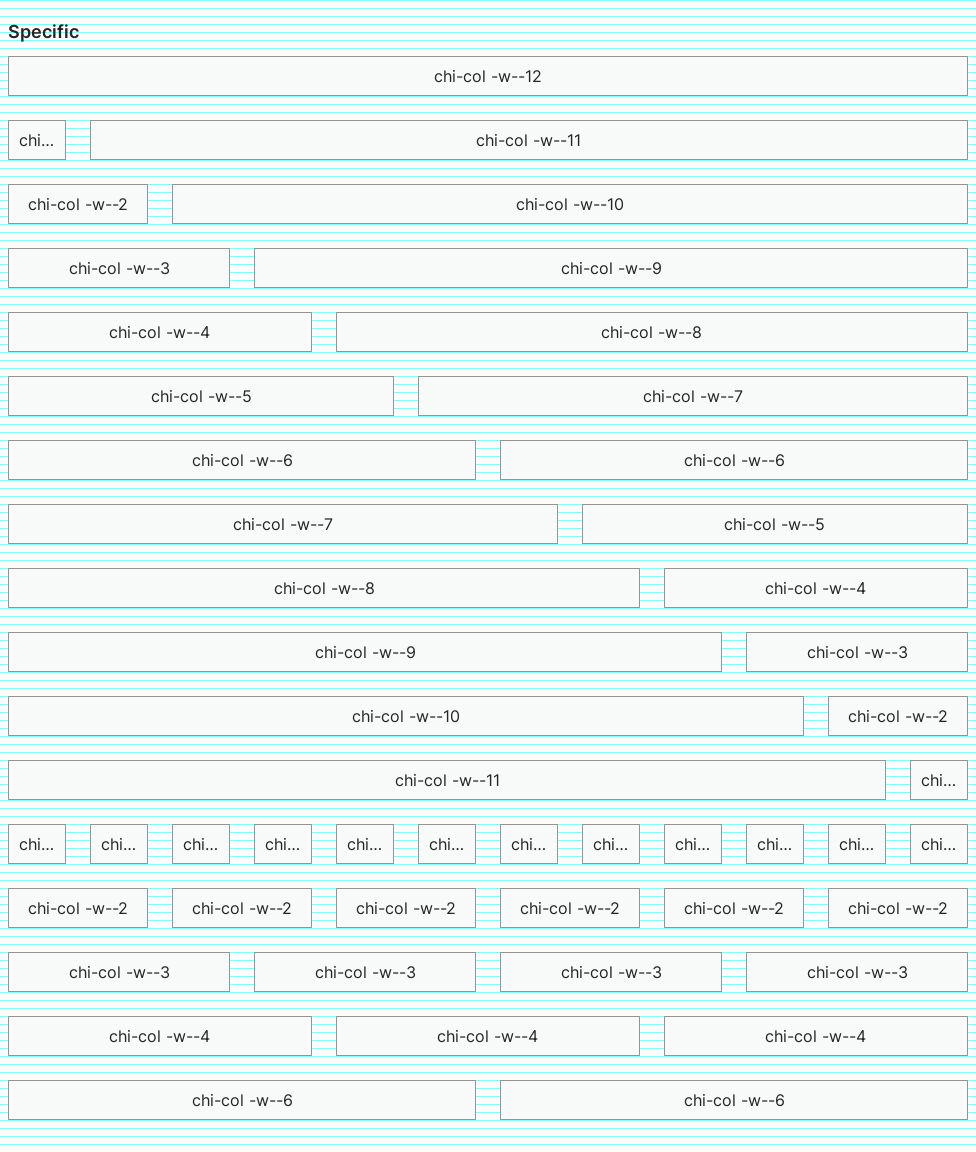 Specific
chi-col -w--12
chi... chi-col -w--11
chi-col -w--2 chi-col -w--10
chi-col -w--3 chi-col -w--9
chi-col -w--4 chi-col -w--8
chi-col -w--5 chi-col -w--7
chi-col -w--6 chi-col -w--6
chi-col -w--7 chi-col -w--5
chi-col -w--8 chi-col -w--4
chi-col -w--9 chi-col -w--3
chi-col -w--10 chi-col -w--2
chi-col -w--11 chi...
chi... chi... chi... chi... chi... chi... chi... chi... chi... chi... chi... chi...
chi-col -w--2 chi-col -w--2 chi-col -w--2 chi-col -w--2 chi-col -w--2 chi-col -w--2
chi-col -w--3 chi-col -w--3 chi-col -w--3 chi-col -w--3
chi-col -w--4 chi-col -w--4 chi-col -w--4
chi-col -w--6 chi-col -w--6